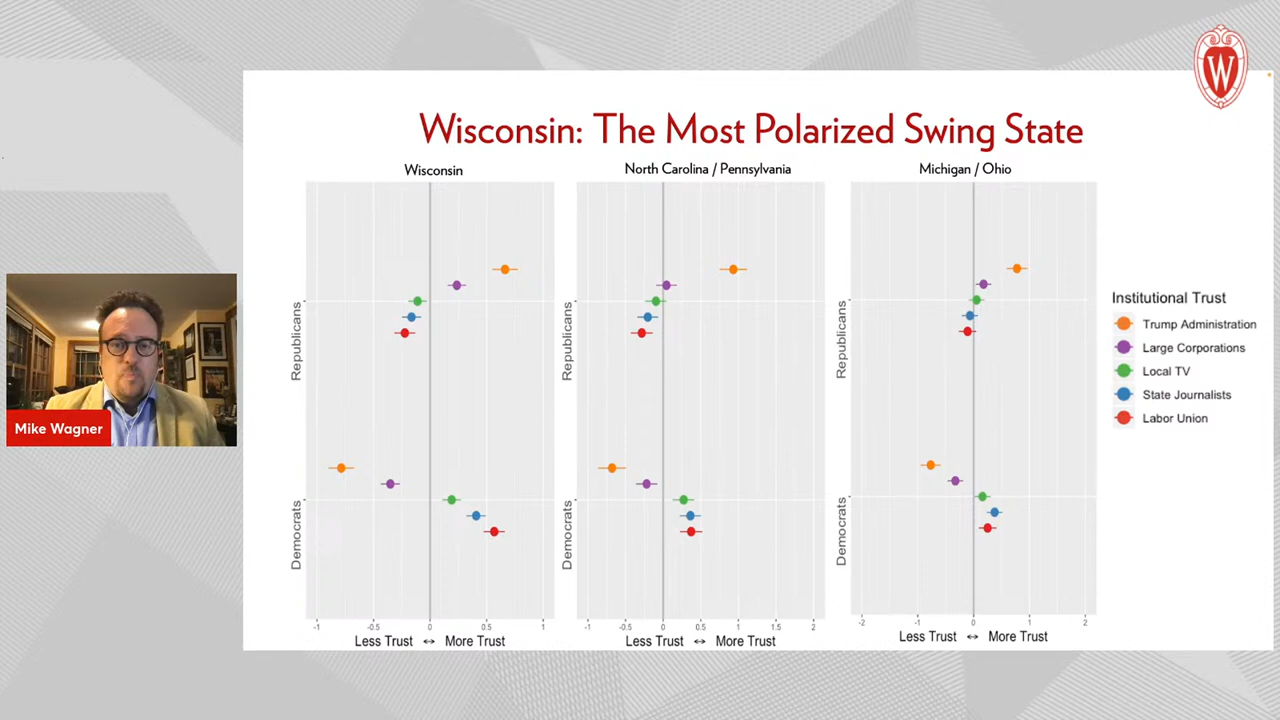 W
Wisconsin: The Most Polarized Swing State
Wisconsin
North Carolina / Pennsylvania
Michigan / Ohio
Republicans
Democrats
-1 -0.5 0 0.5 1
Less Trust ↔ More Trust
Republicans
Democrats
-1 -0.5 0 0.5 1 1.5 2
Less Trust ↔ More Trust
Republicans
Democrats
-2 -1 0 1 2
Less Trust ↔ More Trust
Institutional Trust
Trump Administration
Large Corporations
Local TV
State Journalists
Labor Union
Mike Wagner